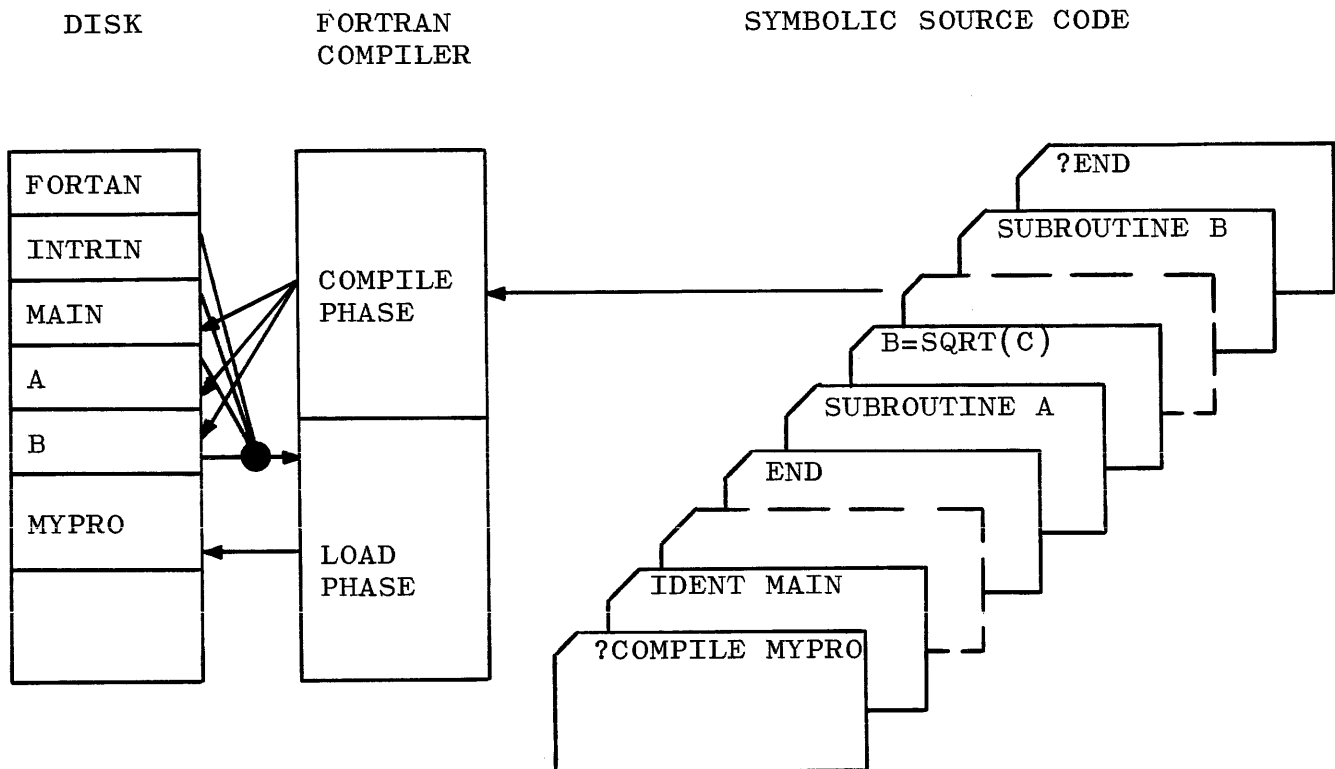 DISK
FORTRAN
COMPILER
SYMBOLIC SOURCE CODE
FORTAN
INTRIN
MAIN
A
B
MYPRO
COMPILE
PHASE
LOAD
PHASE
?END
SUBROUTINE B
B=SQRT(C)
SUBROUTINE A
END
IDENT MAIN
?COMPILE MYPRO